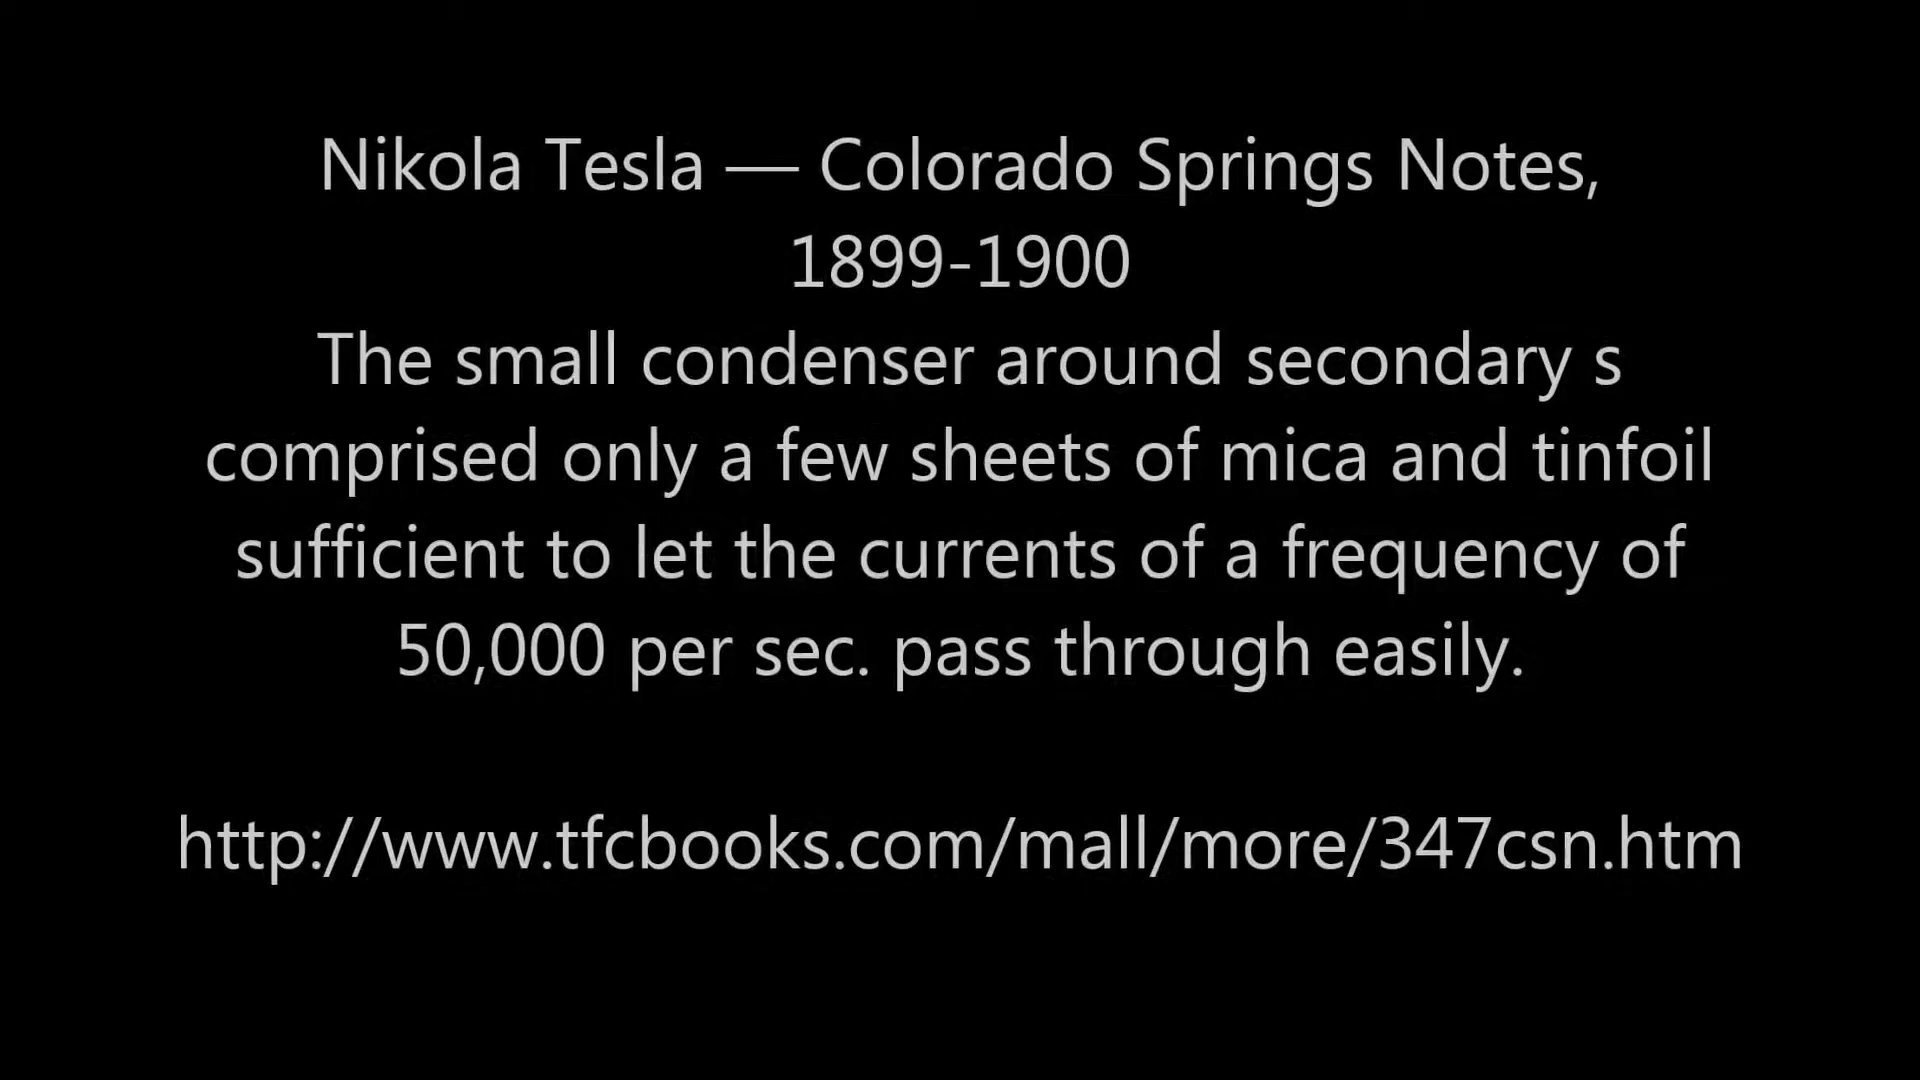 Nikola Tesla — Colorado Springs Notes,
1899-1900
The small condenser around secondary s
comprised only a few sheets of mica and tinfoil
sufficient to let the currents of a frequency of
50,000 per sec. pass through easily.
http://www.tfcbooks.com/mall/more/347csn.htm